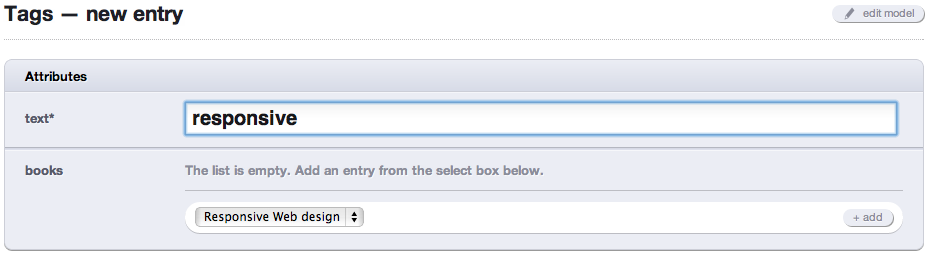 Tags — new entry
edit model
Attributes
text*
responsive
books
The list is empty. Add an entry from the select box below.
Responsive Web design
+ add